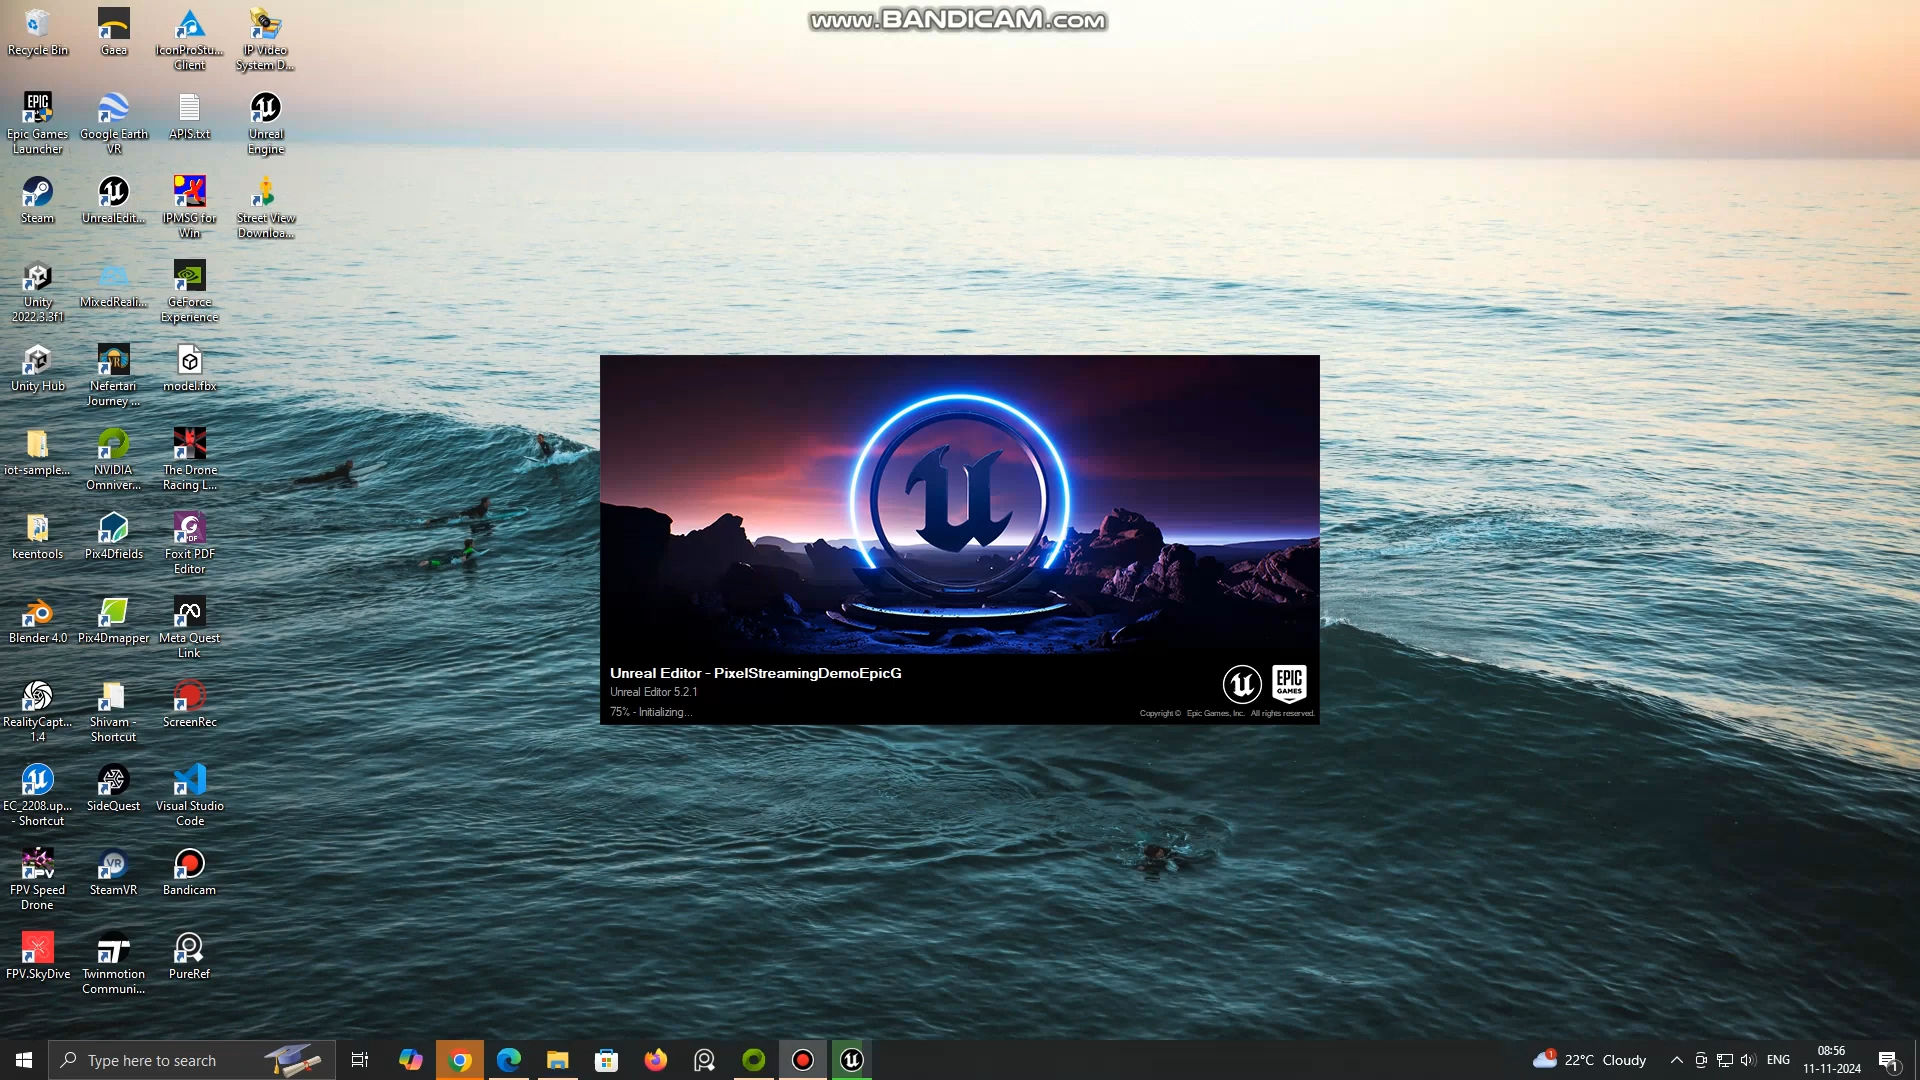 www.BANDICAM.com
Recycle Bin
Gaea
IconProStu...
Client
IP Video
System D...
EPIC
Epic Games
Launcher
Google Earth
VR
APIS.txt
Unreal
Engine
Steam
UnrealEdit...
IPMSG for
Win
Street View
Downloa...
Unity
2022.3.3f1
MixedReali...
GeForce
Experience
Unity Hub
Nefertari
Journey ...
model.fbx
iot-sample...
NVIDIA
Omniver...
The Drone
Racing L...
keentools
Pix4Dfields
PDF
Foxit PDF
Editor
Blender 4.0
Pix4Dmapper
Meta Quest
Link
RealityCapt...
1.4
Shivam -
Shortcut
ScreenRec
EC_2208.up...
- Shortcut
SideQuest
Visual Studio
Code
FPV Speed
Drone
VR
SteamVR
Bandicam
FPV.SkyDive
Twinmotion
Communi...
PureRef
Unreal Editor - PixelStreamingDemoEpicG
Unreal Editor 5.2.1
75% - Initializing...
EPIC
GAMES
Copyright © Epic Games, Inc. All rights reserved.
Type here to search
1
22°C Cloudy
ENG
08:56
11-11-2024
1